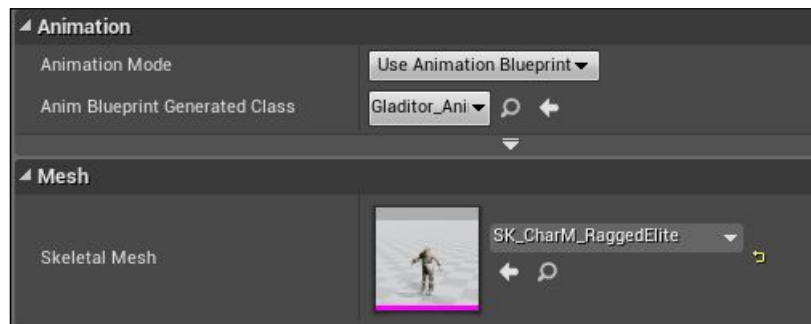 Animation
Animation Mode
Use Animation Blueprint
Anim Blueprint Generated Class
Gladitor_Ani
Mesh
Skeletal Mesh
SK_CharM_RaggedElite